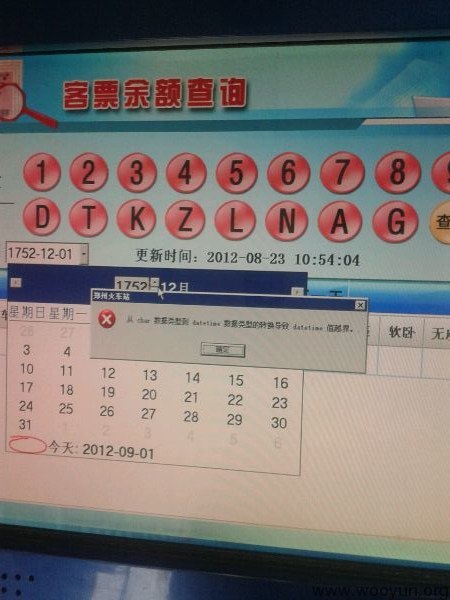 客票余额查询
1 2 3 4 5 6 7 8 9
D T K Z L N A G 查
1752-12-01 更新时间: 2012-08-23 10:54:04
1752 12月
郑州火车站
从 char 数据类型到 datetime 数据类型的转换导致 datetime 值越界。
确定
软卧 无
星期日 星期一
26 27
3 4
10 11 12 13 14 15 16
17 18 19 20 21 22 23
24 25 26 27 28 29 30
31 1 2 3 4 5 6
今天: 2012-09-01
www.wooyun.org